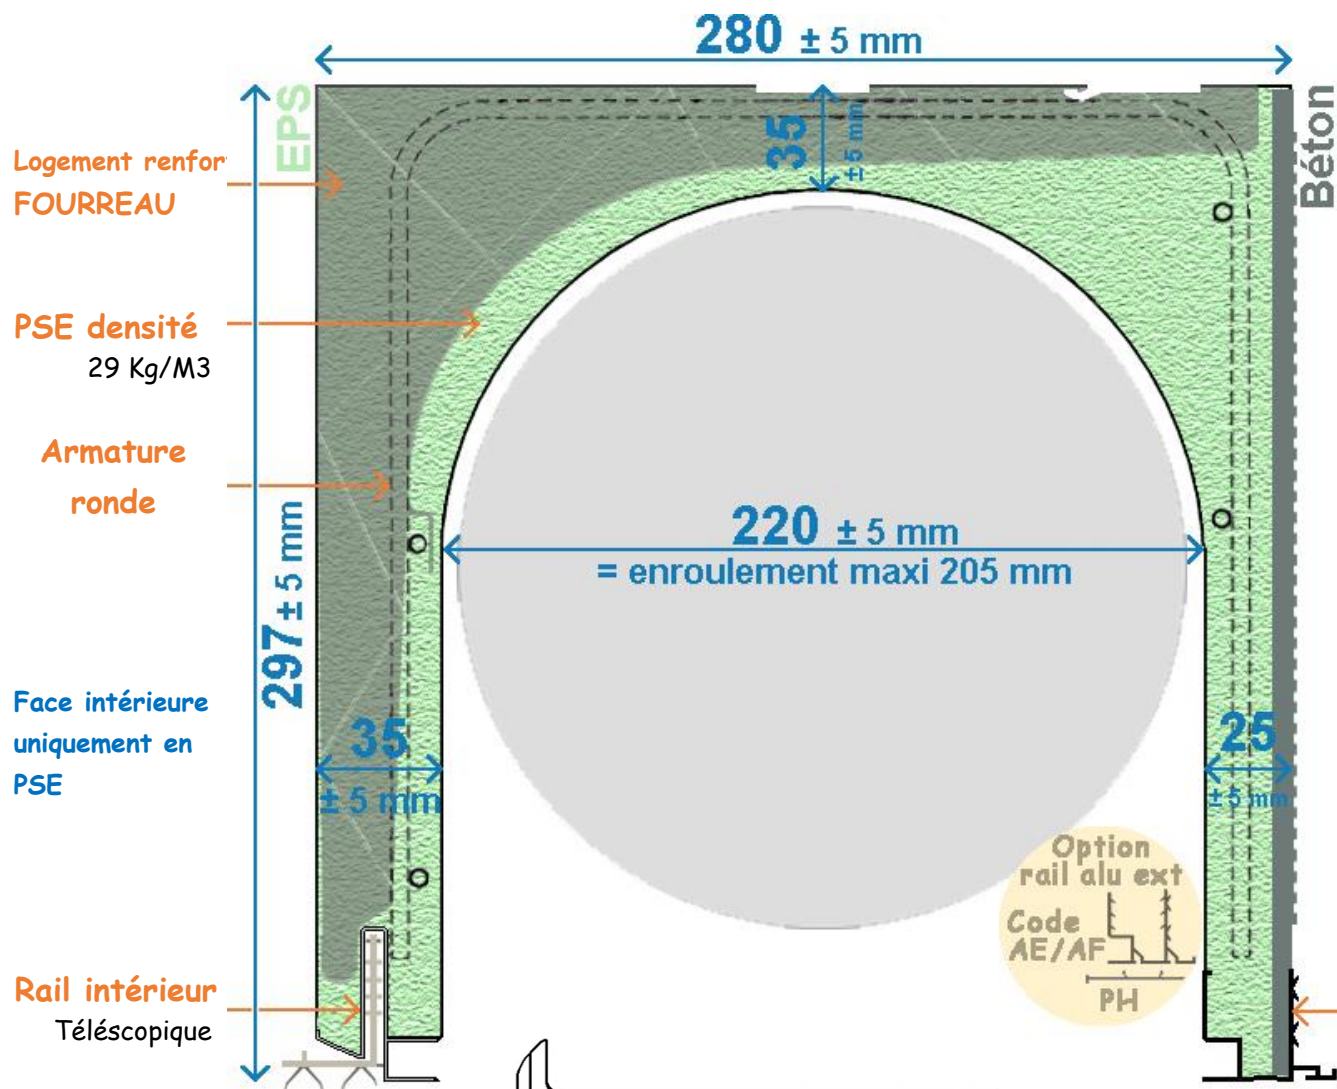 280 ± 5 mm
EPS
Béton
35
± 5 mm
Logement renfor
FOURREAU
PSE densité
29 Kg/M3
Armature
ronde
220 ± 5 mm
= enroulement maxi 205 mm
297 ± 5 mm
Face intérieure
uniquement en
PSE
35
± 5 mm
25
± 5 mm
Option
rail alu ext
Code
AE/AF
PH
Rail intérieur
Téléscopique